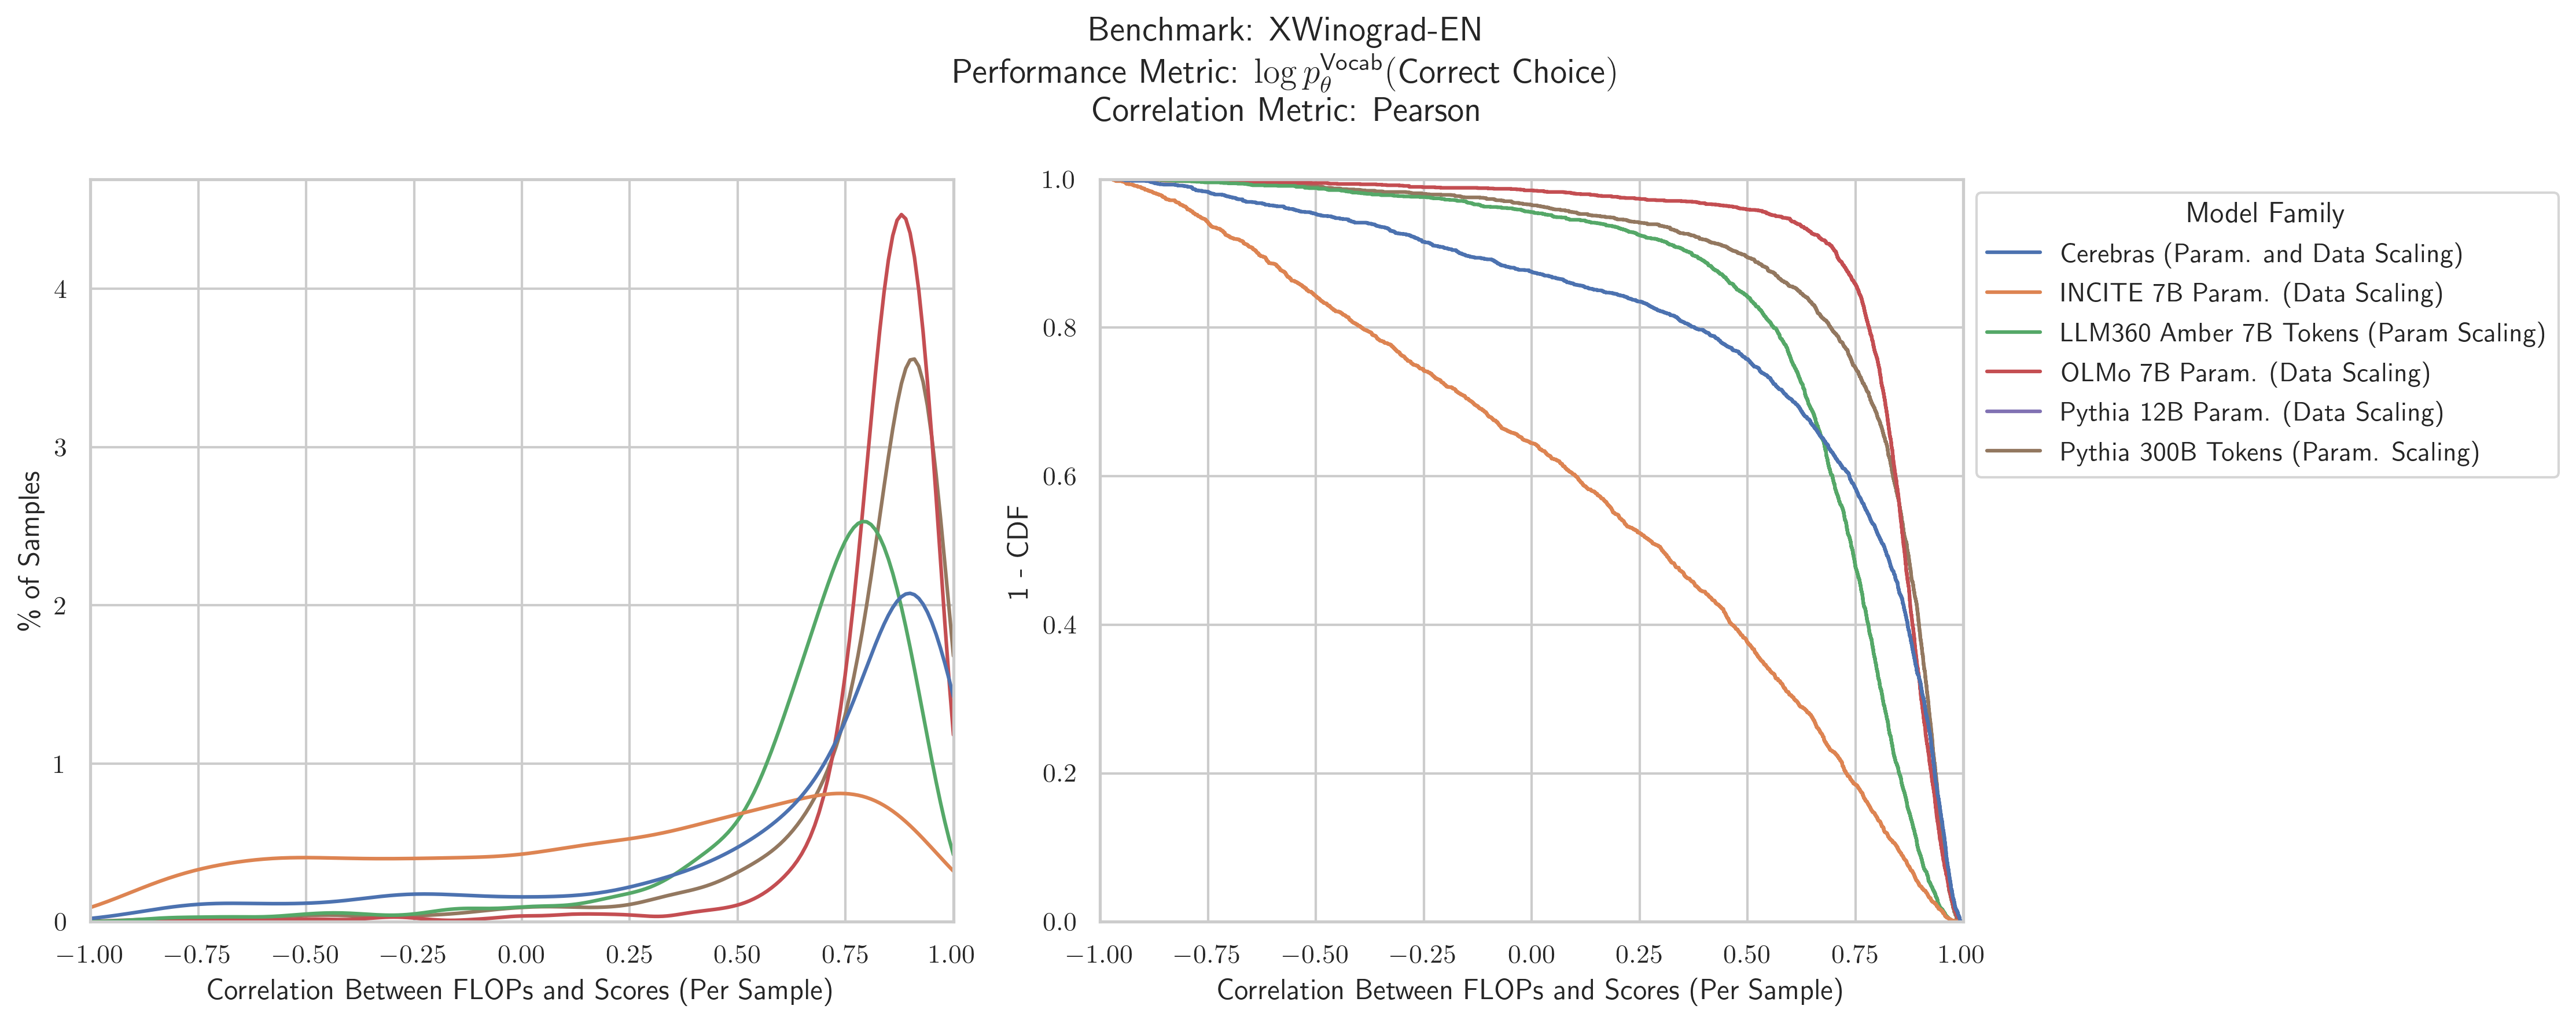 Benchmark: XWinograd-EN
Performance Metric: log p_θ^Vocab(Correct Choice)
Correlation Metric: Pearson
% of Samples
4
3
2
1
0
−1.00 −0.75 −0.50 −0.25 0.00 0.25 0.50 0.75 1.00
Correlation Between FLOPs and Scores (Per Sample)
1 - CDF
1.0
0.8
0.6
0.4
0.2
0.0
−1.00 −0.75 −0.50 −0.25 0.00 0.25 0.50 0.75 1.00
Correlation Between FLOPs and Scores (Per Sample)
Model Family
Cerebras (Param. and Data Scaling)
INCITE 7B Param. (Data Scaling)
LLM360 Amber 7B Tokens (Param Scaling)
OLMo 7B Param. (Data Scaling)
Pythia 12B Param. (Data Scaling)
Pythia 300B Tokens (Param. Scaling)